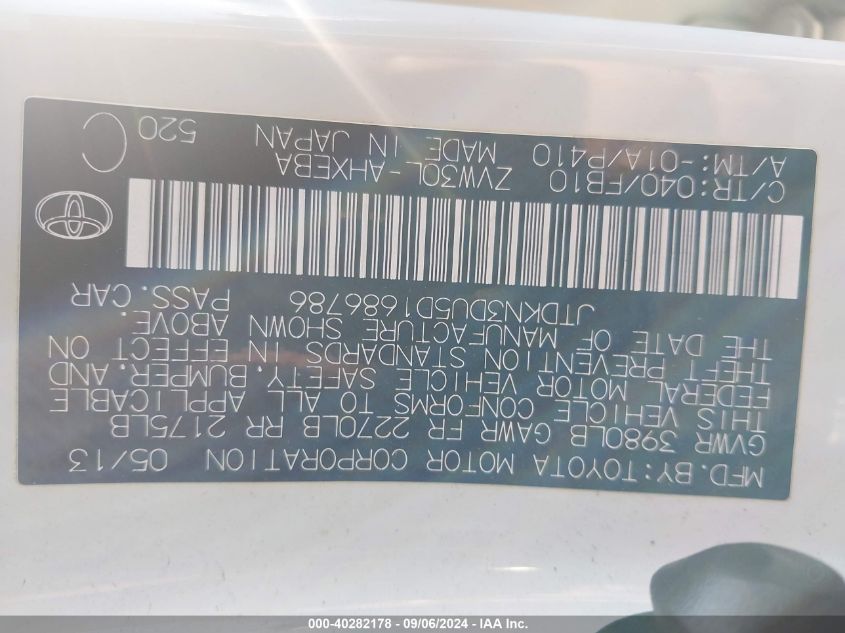 MFD.BY:TOYOTA MOTOR CORPORATION 05/13
GVWR 3980LB GAWR FR 2270LB RR 2175LB
THIS VEHICLE CONFORMS TO ALL APPLICABLE
FEDERAL MOTOR VEHICLE SAFETY,BUMPER,AND
THEFT PREVENTION STANDARDS IN EFFECT ON
THE DATE OF MANUFACTURE SHOWN ABOVE.
JTDKN3DU5D1686786 PASS.CAR
C/TR:040/FB10 ZVW30L-AHXEBA
A/TM:-01A/P410 MADE IN JAPAN 520
C
000-40282178 - 09/06/2024 - IAA Inc.